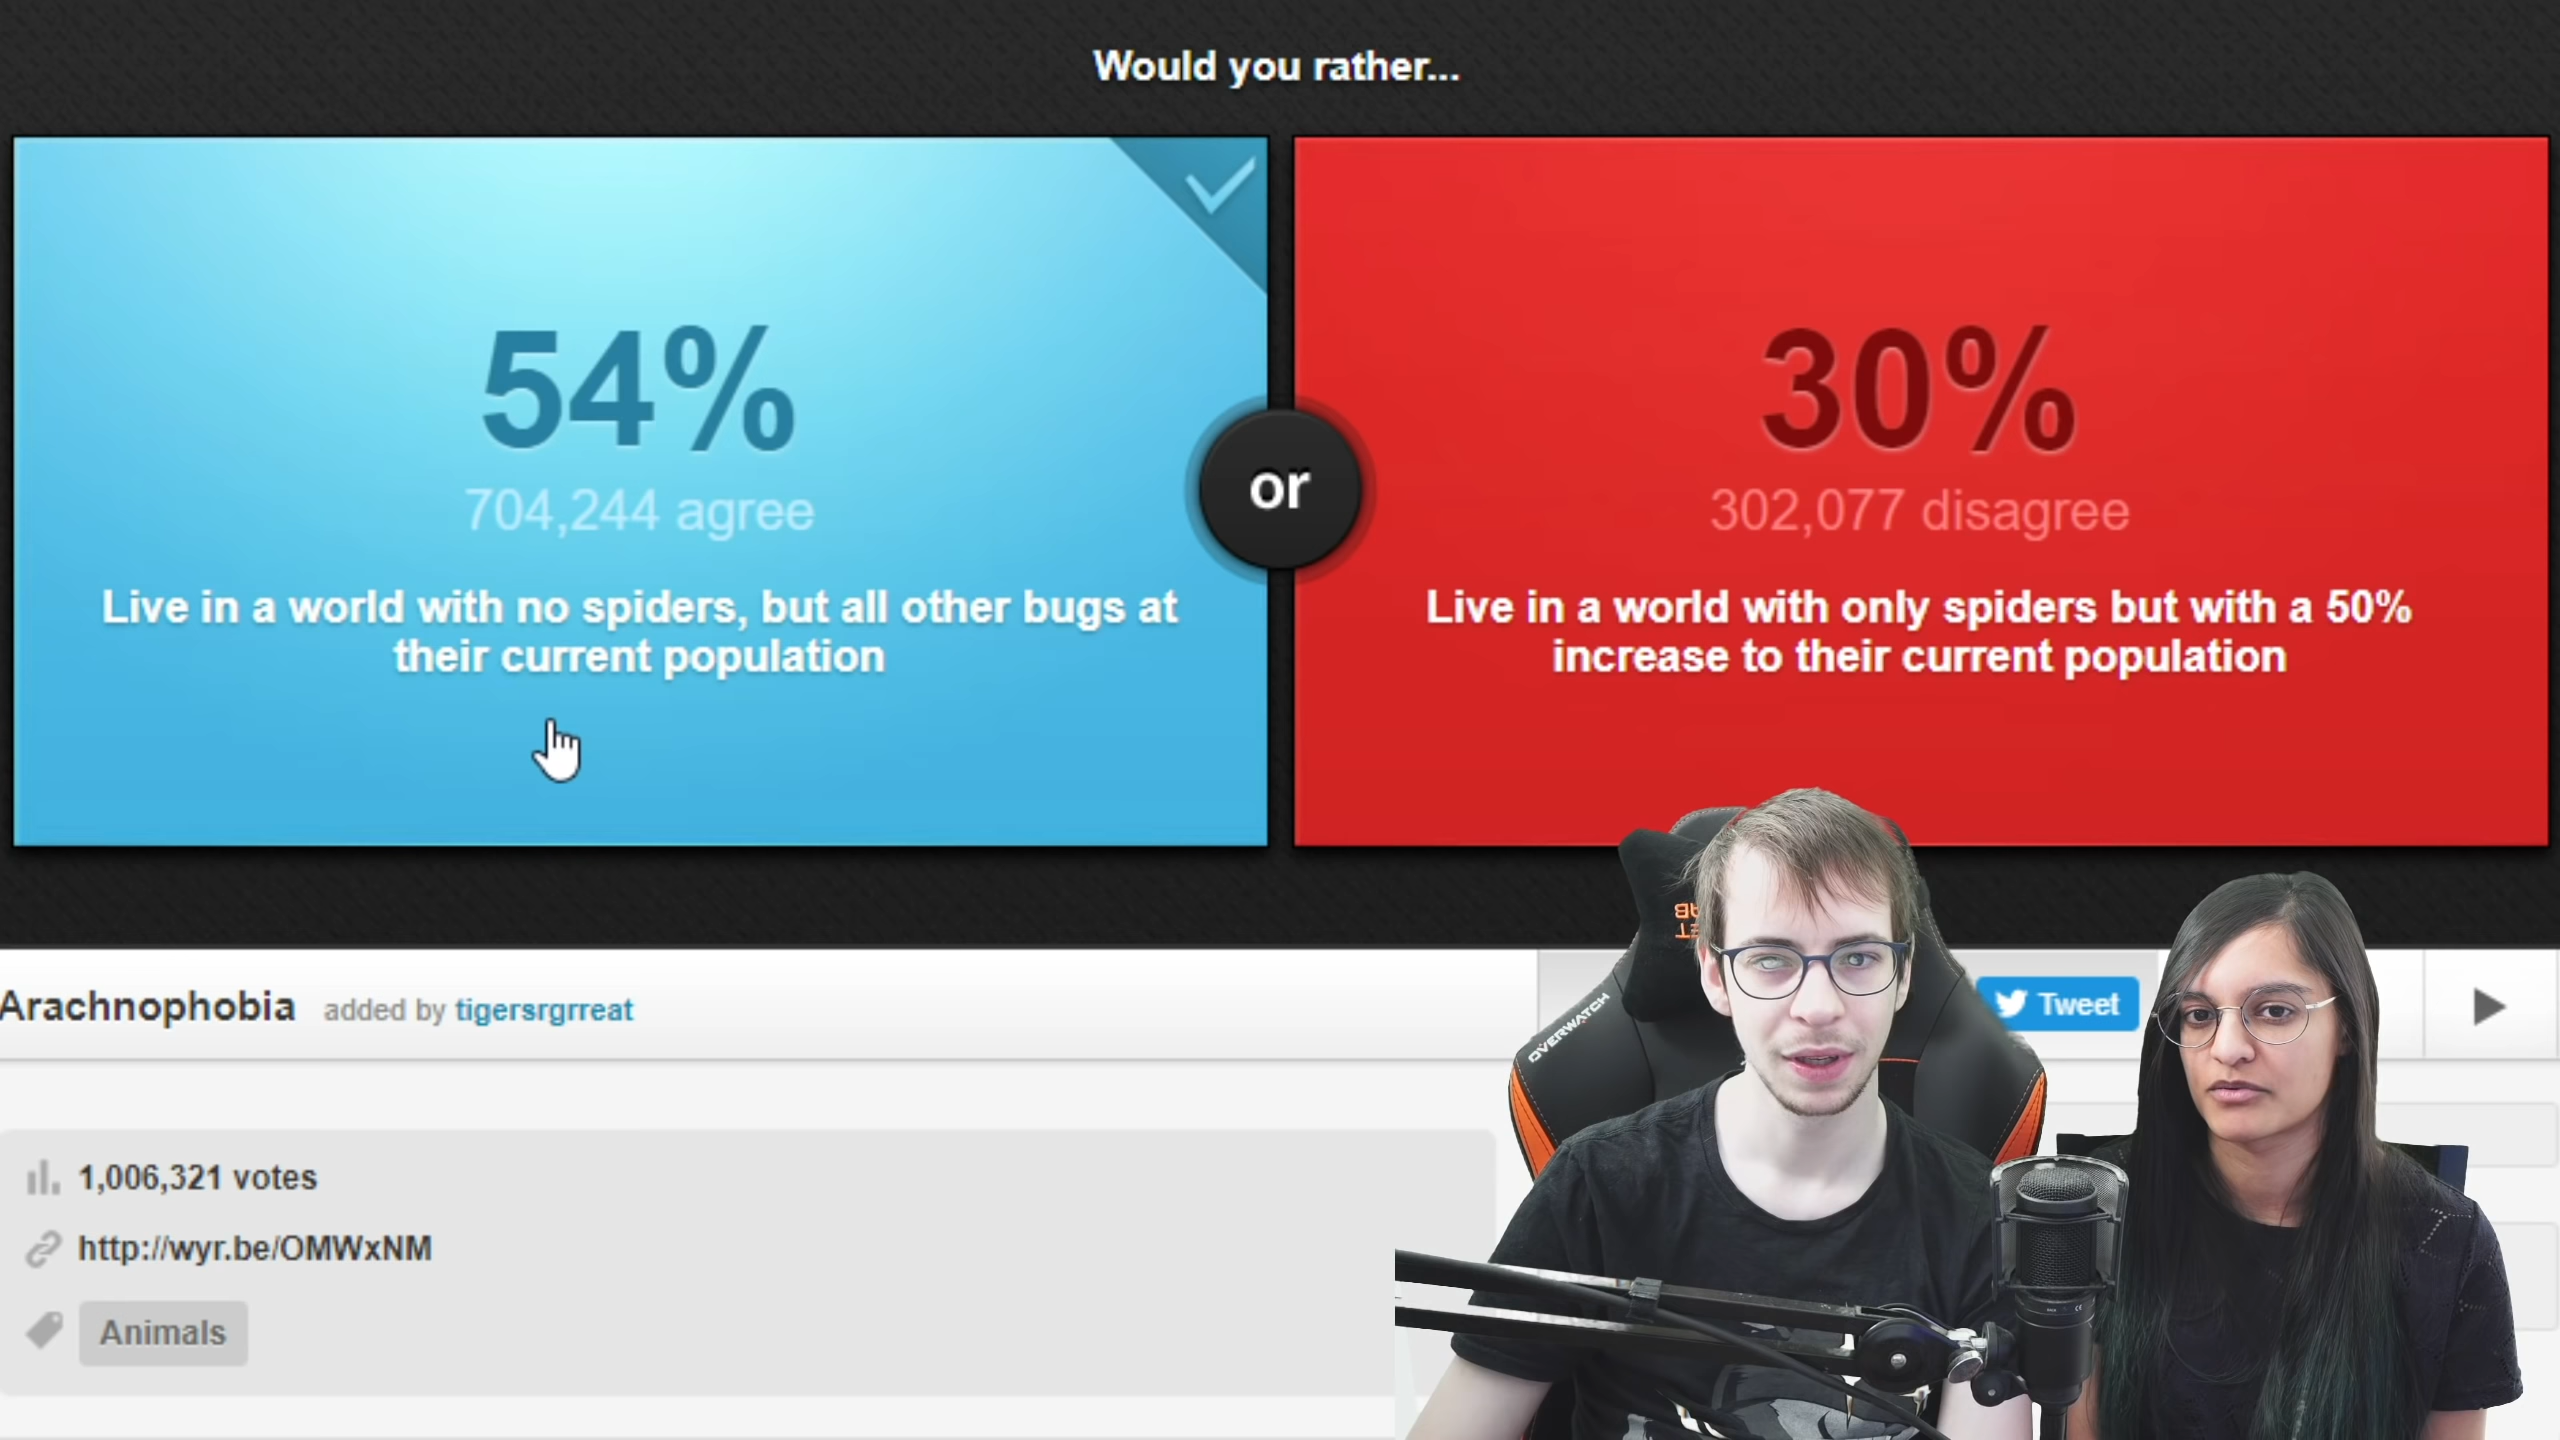 Would you rather...
54%
704,244 agree
Live in a world with no spiders, but all other bugs at
their current population
or
30%
302,077 disagree
Live in a world with only spiders but with a 50%
increase to their current population
Arachnophobia added by tigersrgrreat
Tweet
OVERWATCH
1,006,321 votes
http://wyr.be/OMWxNM
Animals